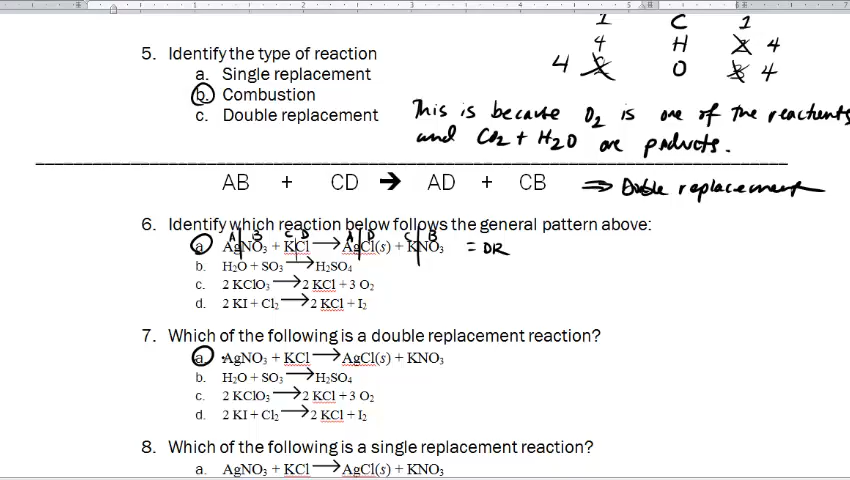 1 C 1
5. Identify the type of reaction 4 H 2 4
a. Single replacement 4 2 O 3 4
b. Combustion
c. Double replacement
This is because O2 is one of the reactents
and CO2 + H2O are products.
AB + CD → AD + CB ⇒ Double replacement
6. Identify which reaction below follows the general pattern above:
A B C D A D C B
a. AgNO3 + KCl → AgCl(s) + KNO3 = DR
b. H2O + SO3 → H2SO4
c. 2 KClO3 → 2 KCl + 3 O2
d. 2 KI + Cl2 → 2 KCl + I2
7. Which of the following is a double replacement reaction?
a. AgNO3 + KCl → AgCl(s) + KNO3
b. H2O + SO3 → H2SO4
c. 2 KClO3 → 2 KCl + 3 O2
d. 2 KI + Cl2 → 2 KCl + I2
8. Which of the following is a single replacement reaction?
a. AgNO3 + KCl → AgCl(s) + KNO3